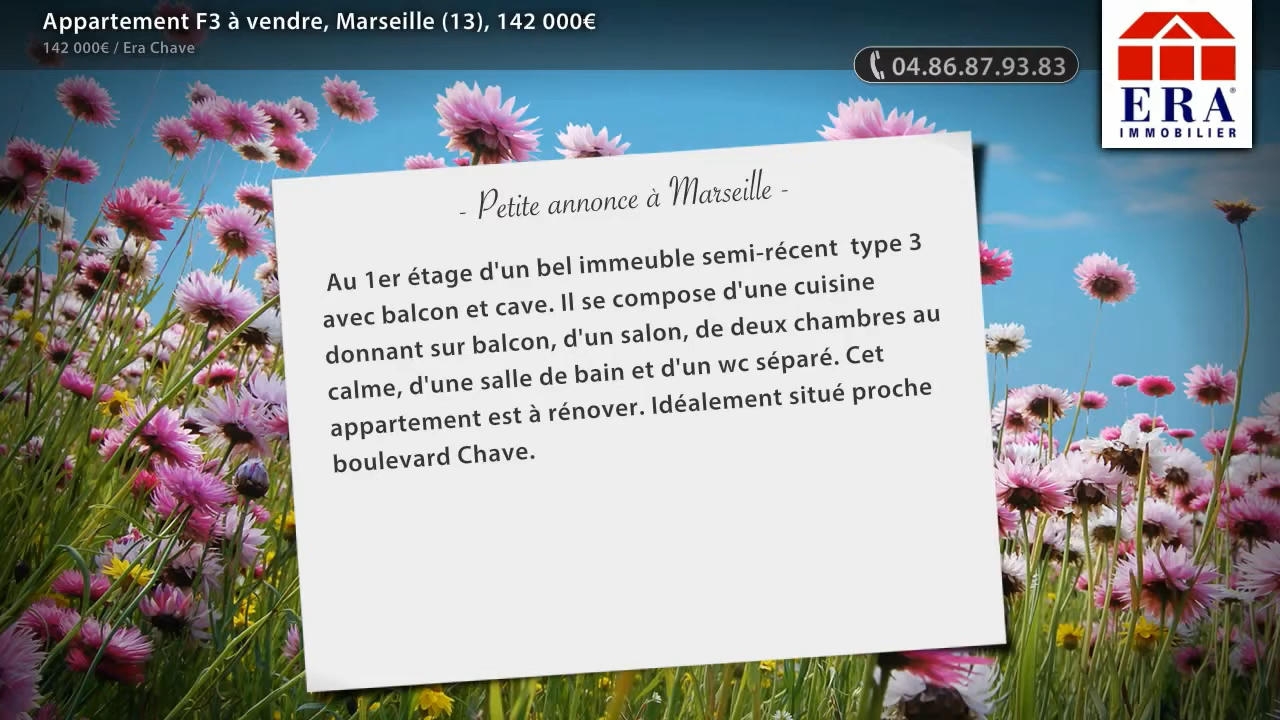 Appartement F3 à vendre, Marseille (13), 142 000€
142 000€ / Era Chave
04.86.87.93.83
ERA®
IMMOBILIER
- Petite annonce à Marseille -
Au 1er étage d'un bel immeuble semi-récent  type 3
avec balcon et cave. Il se compose d'une cuisine
donnant sur balcon, d'un salon, de deux chambres au
calme, d'une salle de bain et d'un wc séparé. Cet
appartement est à rénover. Idéalement situé proche
boulevard Chave.